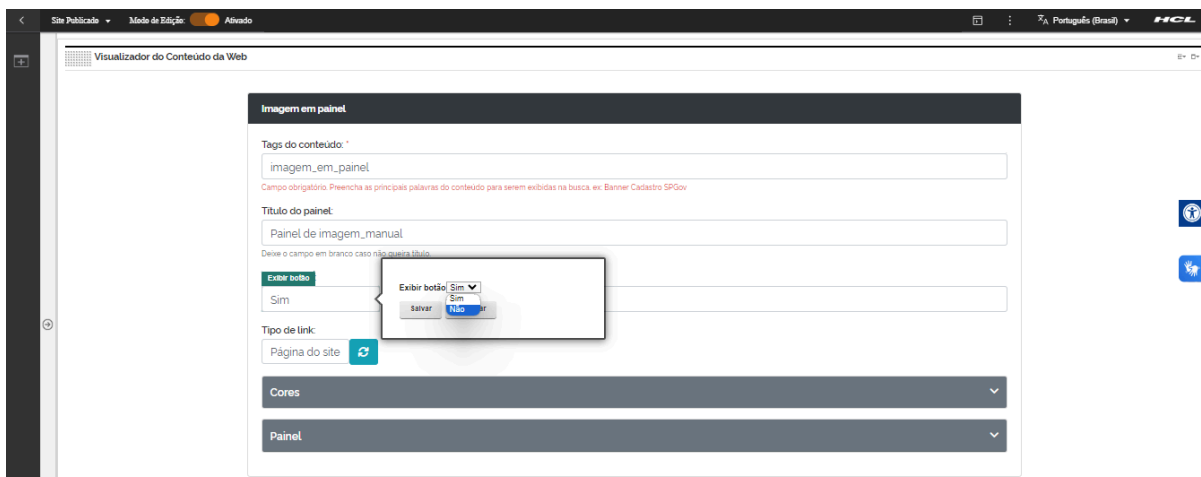 Site Publicado Modo de Edição: Ativado Português (Brasil) HCL
Visualizador do Conteúdo da Web
Imagem em painel
Tags do conteúdo: *
imagem_em_painel
Campo obrigatório. Preencha as principais palavras do conteúdo para serem exibidas na busca. ex: Banner Cadastro SPGov
Título do painel:
Painel de imagem_manual
Deixe o campo em branco caso não queira título.
Exibir botão
Sim
Exibir botão Sim
Sim
Não
Salvar ar
Tipo de link:
Página do site
Cores
Painel